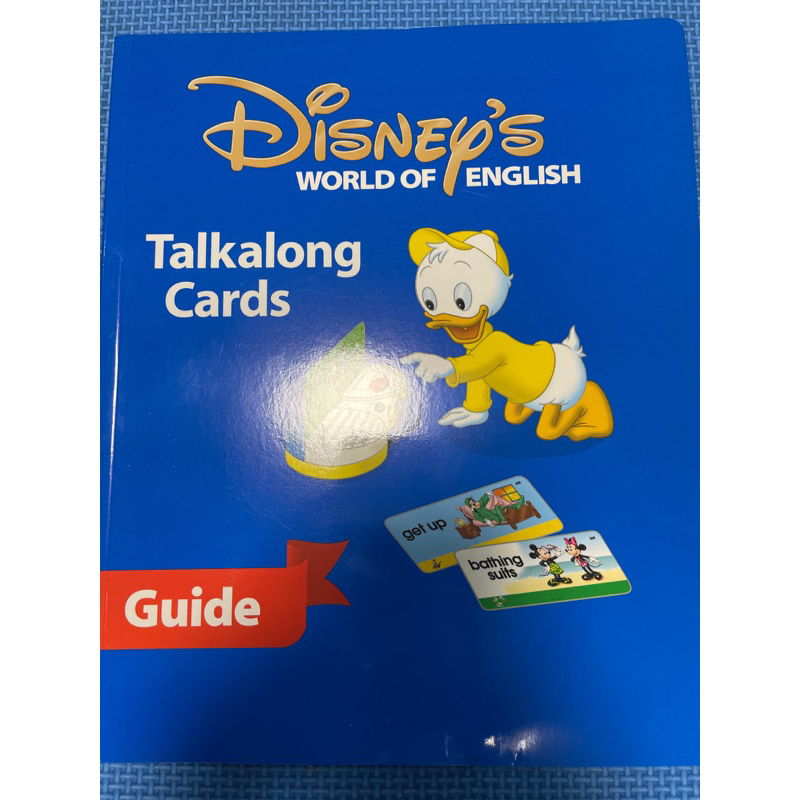 DISNEY'S
WORLD OF ENGLISH
Talkalong
Cards
get up
bathing
suits
Guide